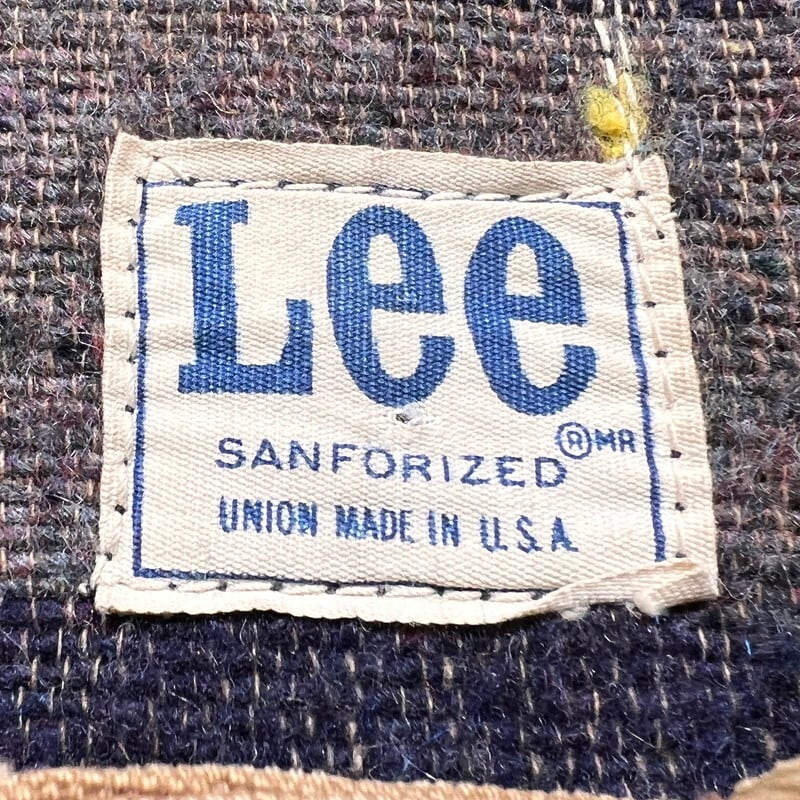 Lee
® MR
SANFORIZED
UNION MADE IN U.S.A.